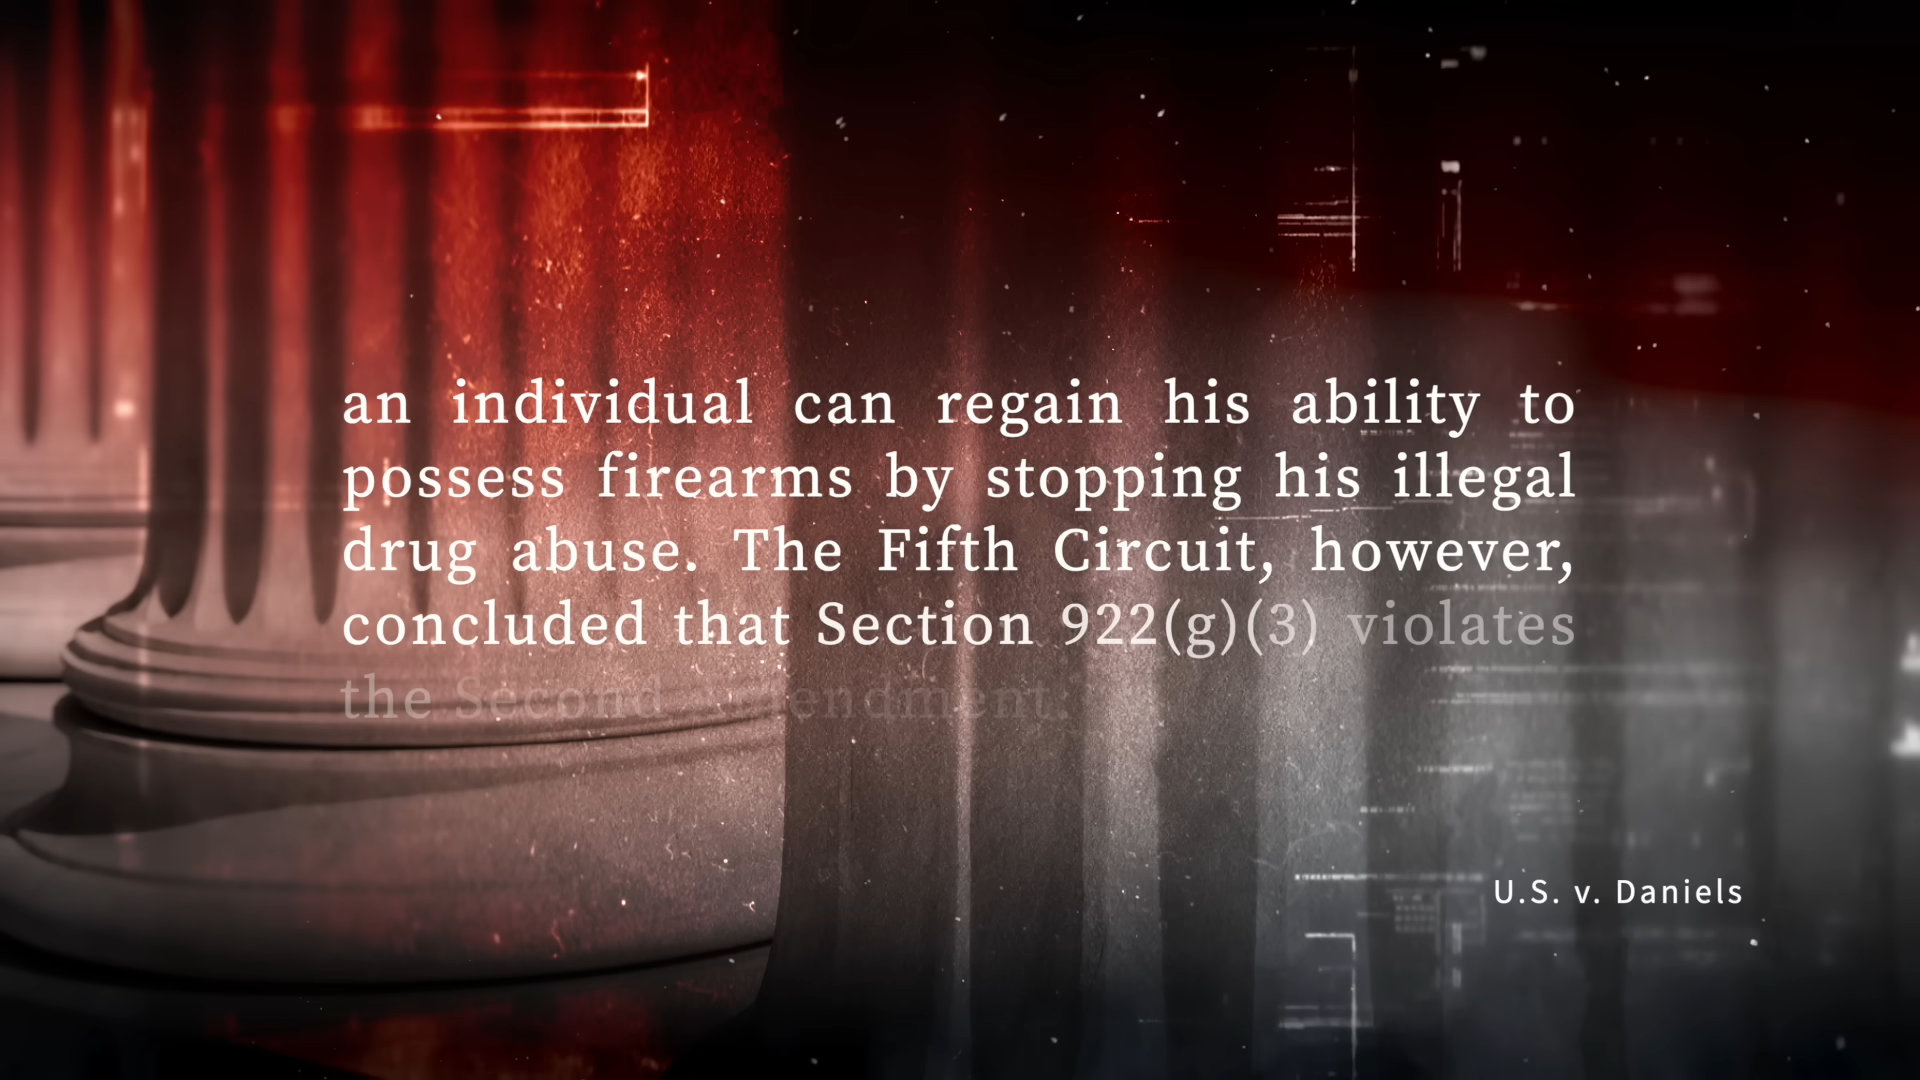 an individual can regain his ability to
possess firearms by stopping his illegal
drug abuse. The Fifth Circuit, however,
concluded that Section 922(g)(3) violates
the Second Amendment.
U.S. v. Daniels